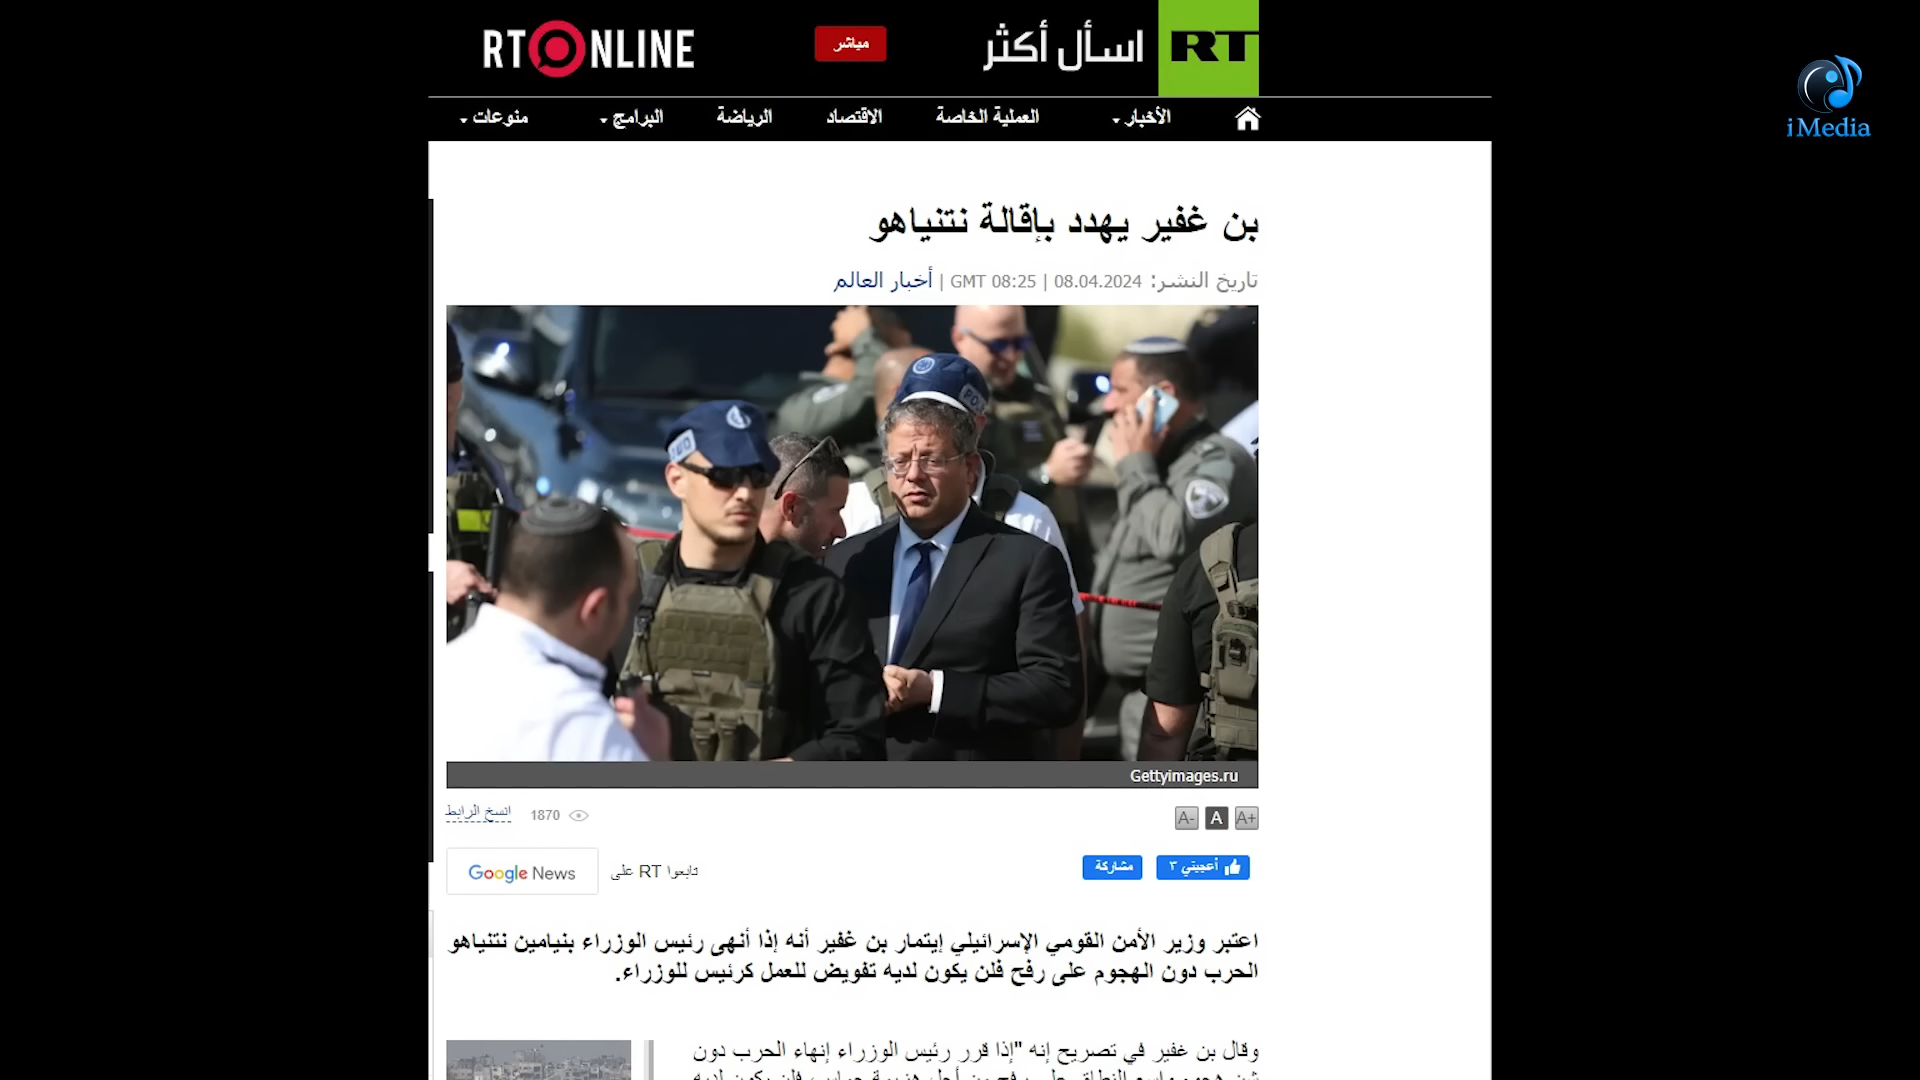 RT ONLINE
مباشر
اسأل أكثر
RT
iMedia
الأخبار
العملية الخاصة
الاقتصاد
الرياضة
البرامج
منوعات
بن غفير يهدد بإقالة نتنياهو
تاريخ النشر: 08.04.2024 | 08:25 GMT | أخبار العالم
Gettyimages.ru
A+ A A-
1870
انسخ الرابط
أعجبني ٣
مشاركة
تابعوا RT على
Google News
اعتبر وزير الأمن القومي الإسرائيلي إيتمار بن غفير أنه إذا أنهى رئيس الوزراء بنيامين نتنياهو
الحرب دون الهجوم على رفح فلن يكون لديه تفويض للعمل كرئيس للوزراء.
وقال بن غفير في تصريح إنه "إذا قرر رئيس الوزراء إنهاء الحرب دون